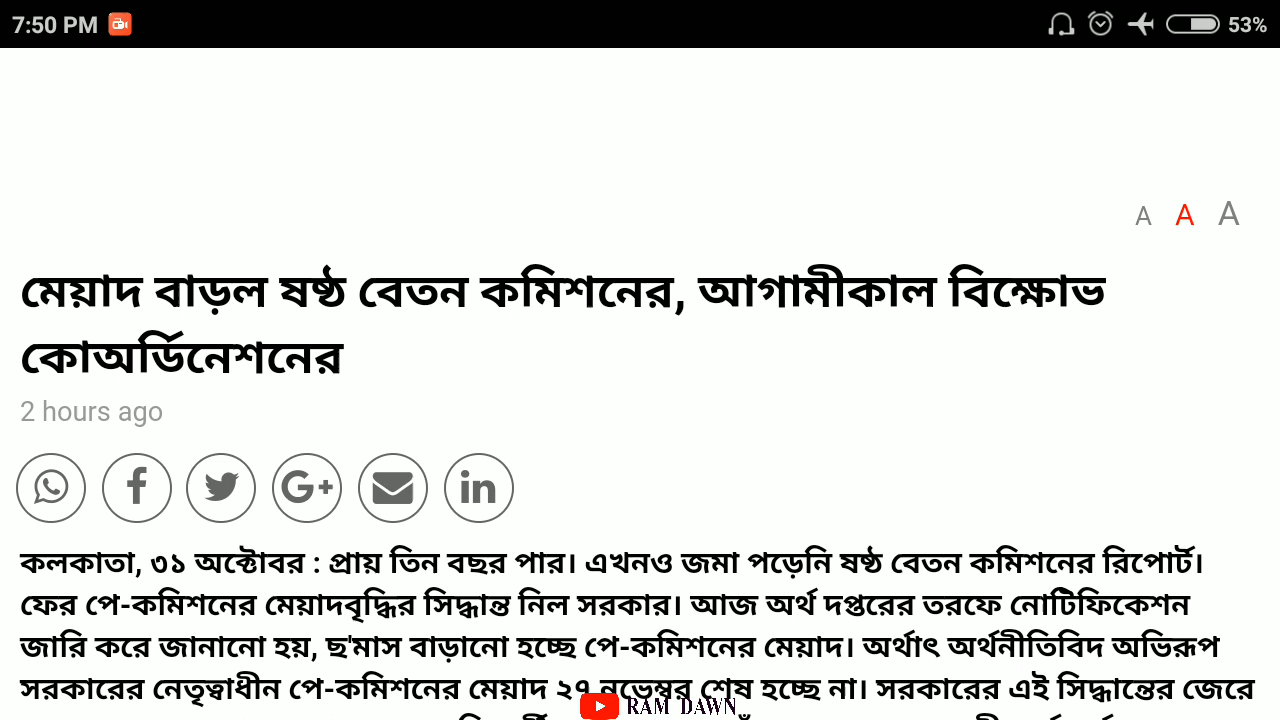 7:50 PM
53%
A A A
মেয়াদ বাড়ল ষষ্ঠ বেতন কমিশনের, আগামীকাল বিক্ষোভ
কোঅর্ডিনেশনের
2 hours ago
কলকাতা, ৩১ অক্টোবর : প্রায় তিন বছর পার। এখনও জমা পড়েনি ষষ্ঠ বেতন কমিশনের রিপোর্ট।
ফের পে-কমিশনের মেয়াদবৃদ্ধির সিদ্ধান্ত নিল সরকার। আজ অর্থ দপ্তরের তরফে নোটিফিকেশন
জারি করে জানানো হয়, ছ'মাস বাড়ানো হচ্ছে পে-কমিশনের মেয়াদ। অর্থাৎ অর্থনীতিবিদ অভিরূপ
সরকারের নেতৃত্বাধীন পে-কমিশনের মেয়াদ ২৭ নভেম্বর শেষ হচ্ছে না। সরকারের এই সিদ্ধান্তের জেরে
RAM DAWN